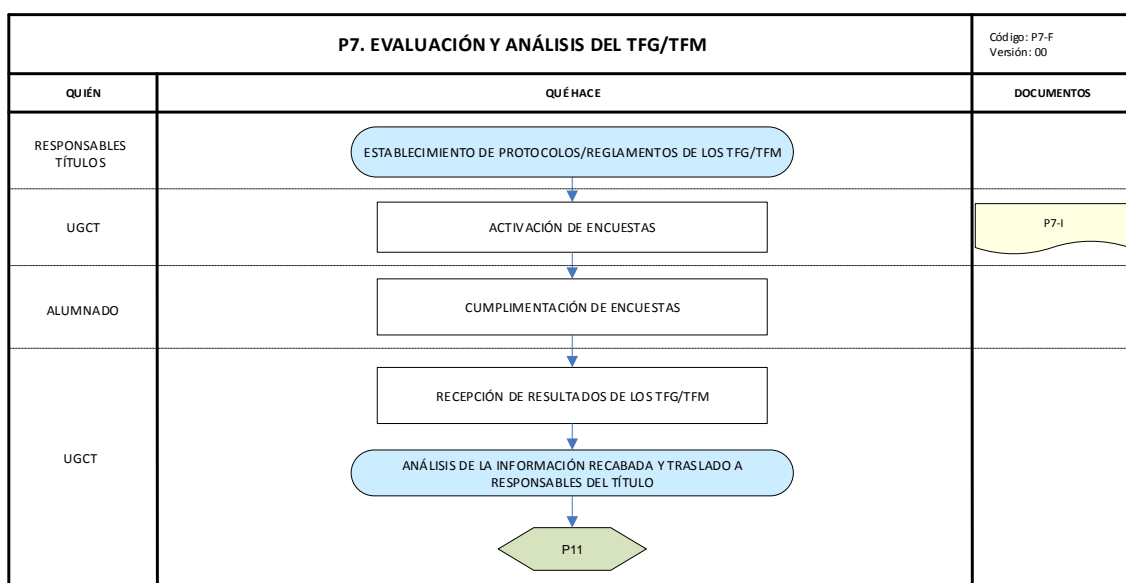 P7. EVALUACIÓN Y ANÁLISIS DEL TFG/TFM
Código: P7-F
Versión: 00
QUIÉN
QUÉ HACE
DOCUMENTOS
RESPONSABLES
TÍTULOS
ESTABLECIMIENTO DE PROTOCOLOS/REGLAMENTOS DE LOS TFG/TFM
UGCT
ACTIVACIÓN DE ENCUESTAS
P7-I
ALUMNADO
CUMPLIMENTACIÓN DE ENCUESTAS
RECEPCIÓN DE RESULTADOS DE LOS TFG/TFM
UGCT
ANÁLISIS DE LA INFORMACIÓN RECABADA Y TRASLADO A
RESPONSABLES DEL TÍTULO
P11